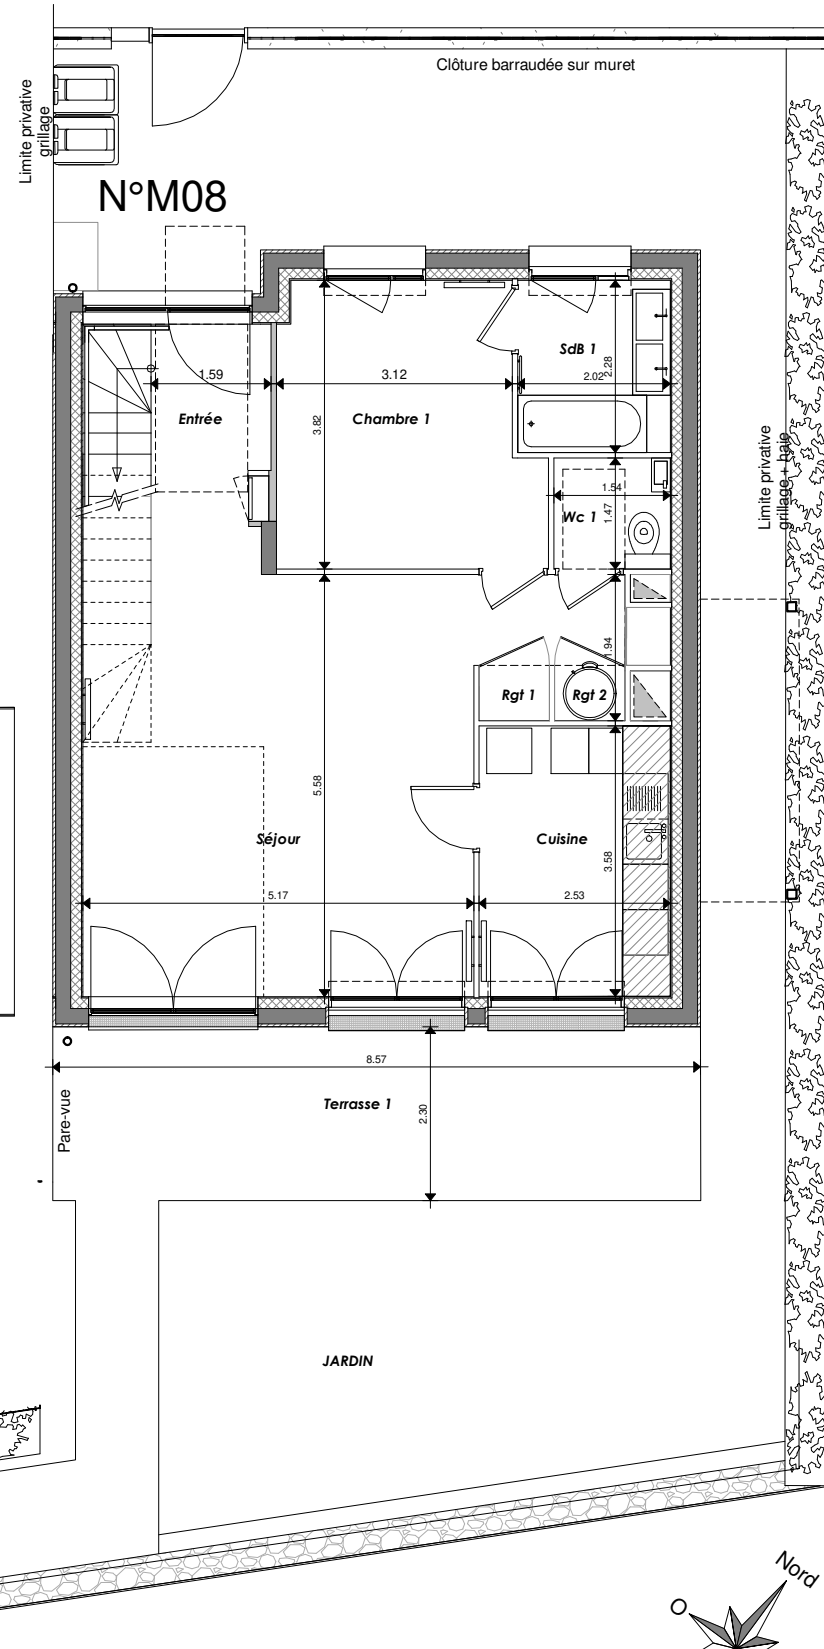 Clôture barraudée sur muret
Limite privative
grillage
N°M08
SdB 1
2.28
1.59
3.12
2.02
Entrée
Chambre 1
3.82
Limite privative
grillage + haie
1.54
Wc 1
1.47
1.94
Rgt 1
Rgt 2
5.58
Séjour
Cuisine
3.58
5.17
2.53
8.57
Pare-vue
Terrasse 1
2.30
JARDIN
Nord
O